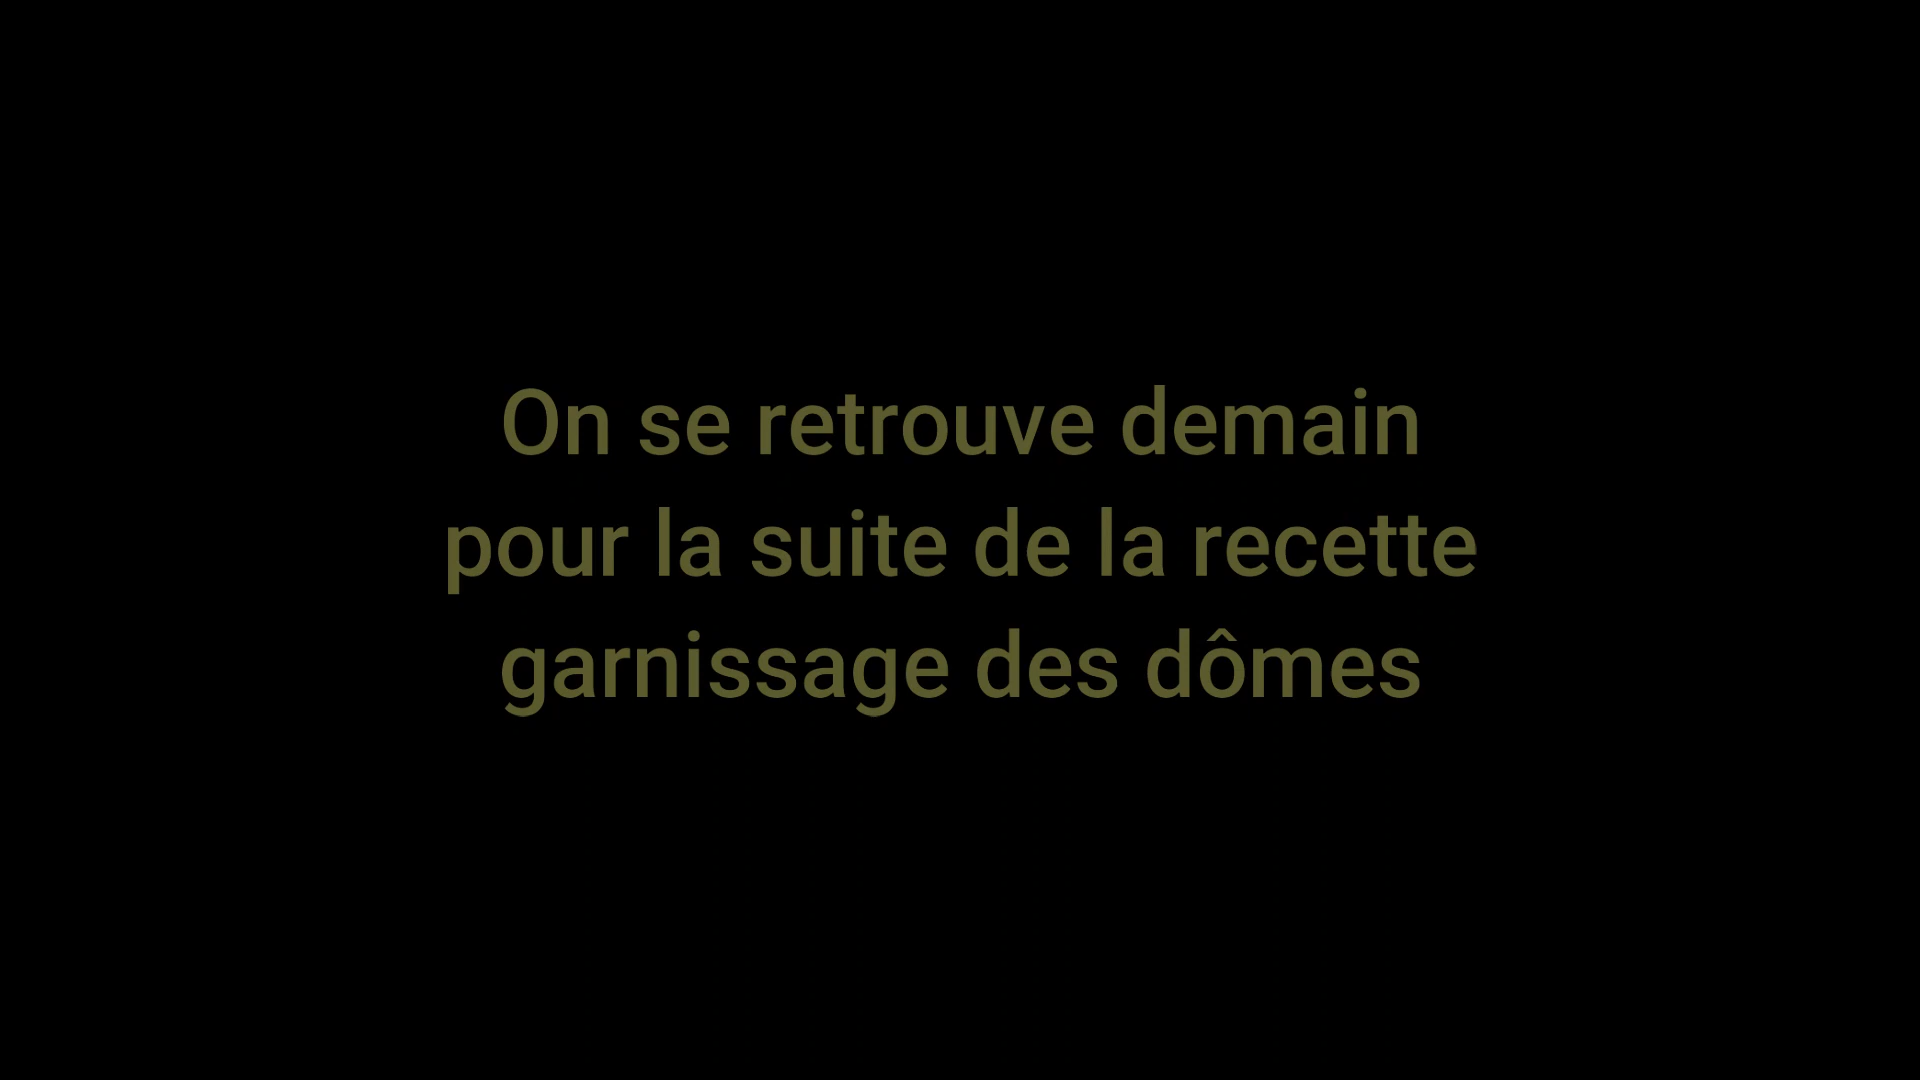 On se retrouve demain
pour la suite de la recette
garnissage des dômes